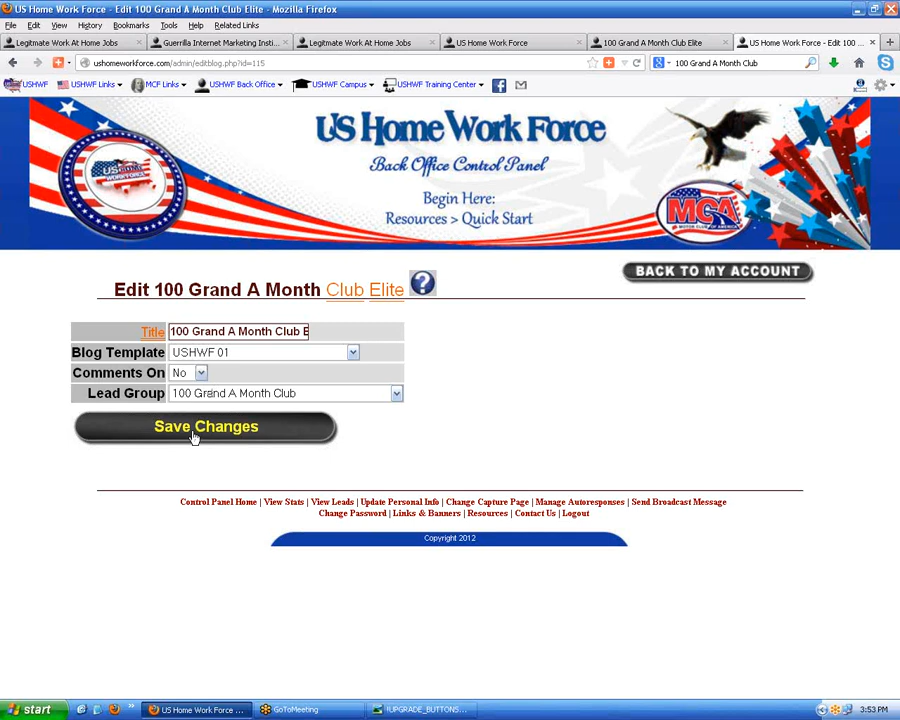 US Home Work Force - Edit 100 Grand A Month Club Elite - Mozilla Firefox
File Edit View History Bookmarks Tools Help Related Links
Legitmate Work At Home Jobs × Guerrilla Internet Marketing Insti... × Legitmate Work At Home Jobs × US Home Work Force × 100 Grand A Month Club Elite × US Home Work Force - Edit 100 ... × +
ushomeworkforce.com/admin/editblog.php?id=115 100 Grand A Month Club
USHWF USHWF Links MCF Links USHWF Back Office USHWF Campus USHWF Training Center
US Home Work Force
Back Office Control Panel
Begin Here:
Resources > Quick Start
MCA
BACK TO MY ACCOUNT
Edit 100 Grand A Month Club Elite ?
Title 100 Grand A Month Club E
Blog Template USHWF 01
Comments On No
Lead Group 100 Grand A Month Club
Save Changes
Control Panel Home | View Stats | View Leads | Update Personal Info | Change Capture Page | Manage Autoresponses | Send Broadcast Message
Change Password | Links & Banners | Resources | Contact Us | Logout
Copyright 2012
start US Home Work Force ... GoToMeeting !UPGRADE_BUTTONS... 3:53 PM